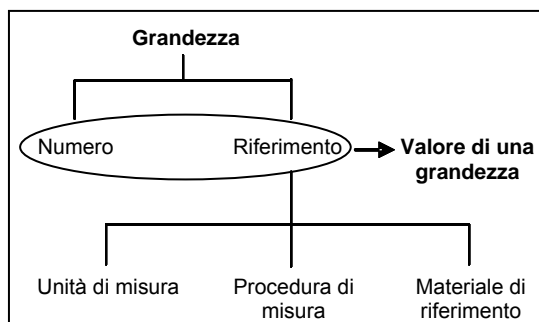 Grandezza
Numero Riferimento Valore di una
grandezza
Unità di misura Procedura di Materiale di
misura riferimento